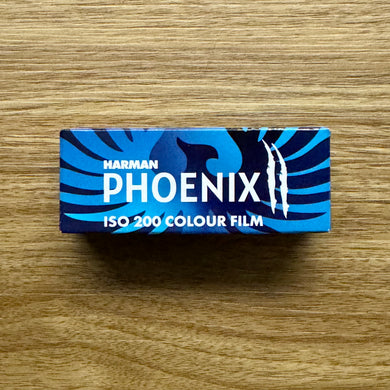 HARMAN
PHOENIX II
ISO 200 COLOUR FILM